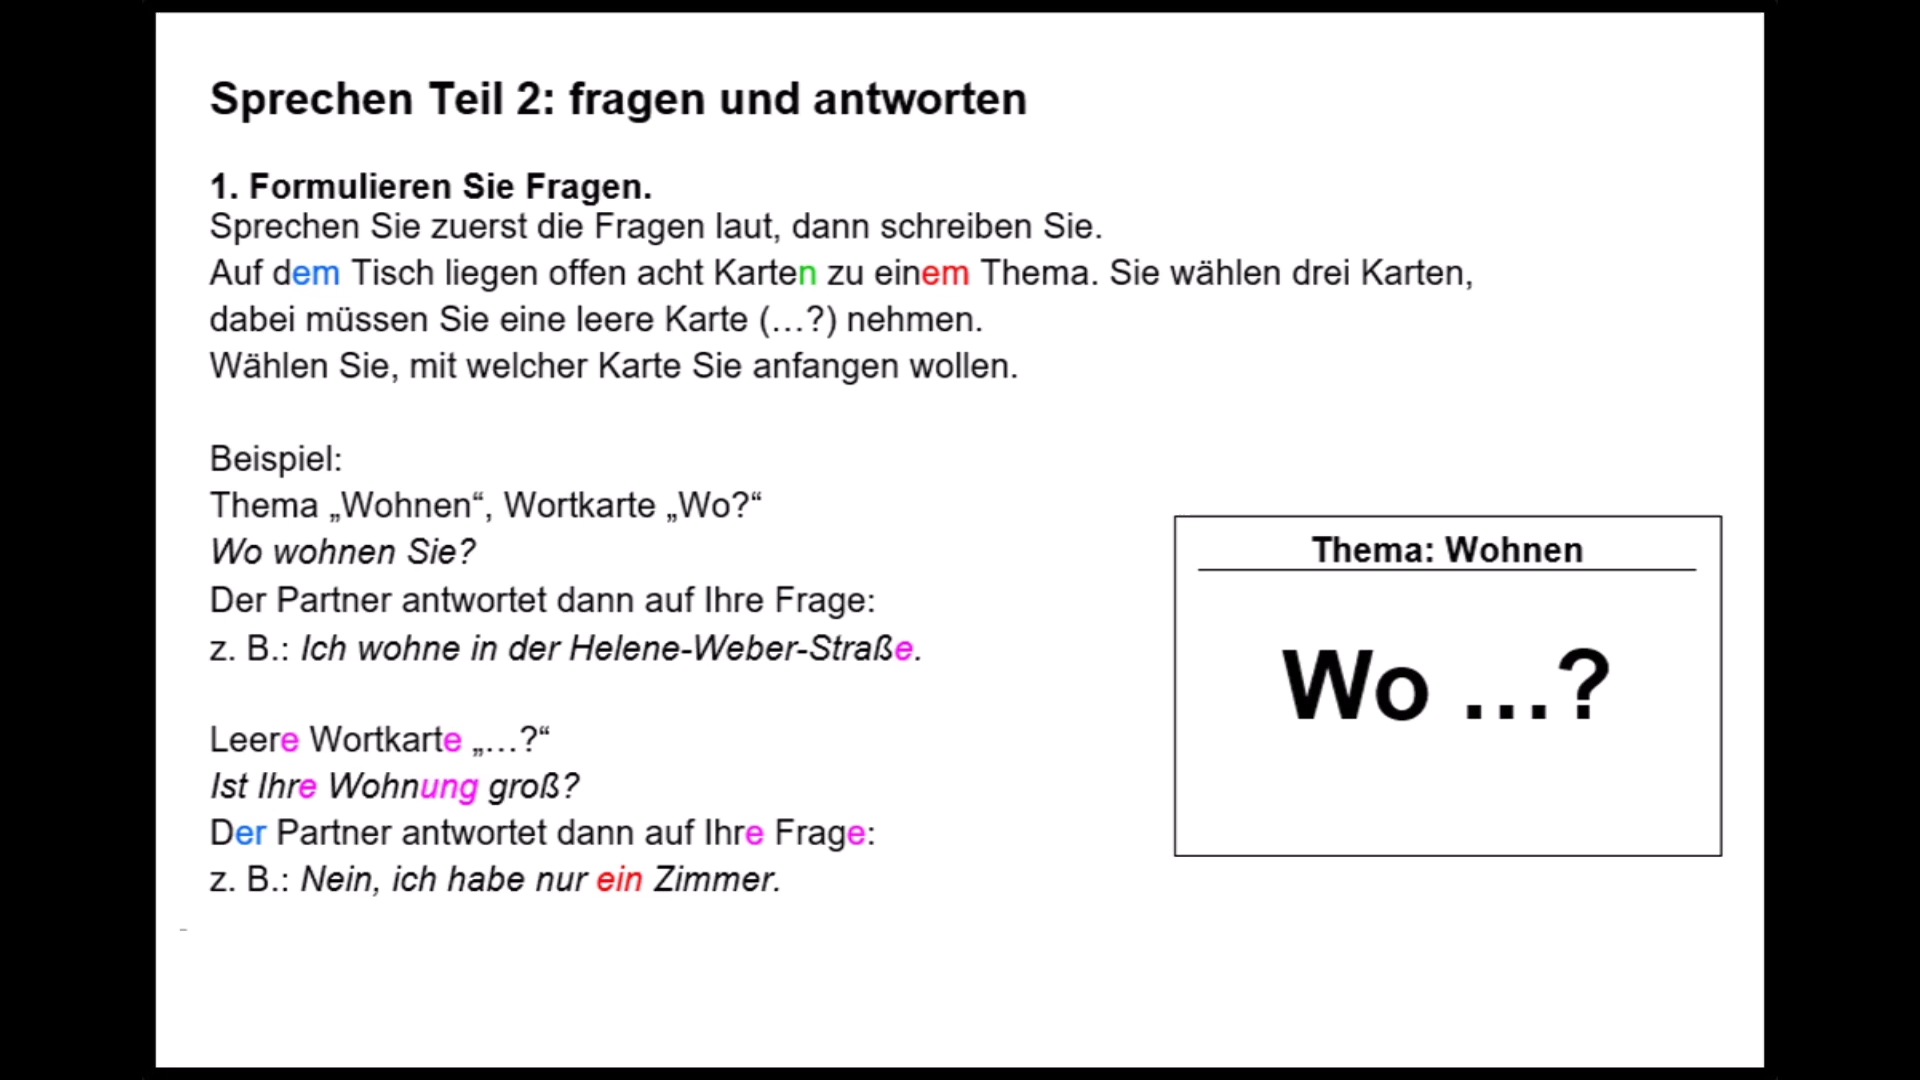 Sprechen Teil 2: fragen und antworten
1. Formulieren Sie Fragen.
Sprechen Sie zuerst die Fragen laut, dann schreiben Sie.
Auf dem Tisch liegen offen acht Karten zu einem Thema. Sie wählen drei Karten,
dabei müssen Sie eine leere Karte (…?) nehmen.
Wählen Sie, mit welcher Karte Sie anfangen wollen.
Beispiel:
Thema „Wohnen“, Wortkarte „Wo?“
Wo wohnen Sie?
Der Partner antwortet dann auf Ihre Frage:
z. B.: Ich wohne in der Helene-Weber-Straße.
Leere Wortkarte „…?“
Ist Ihre Wohnung groß?
Der Partner antwortet dann auf Ihre Frage:
z. B.: Nein, ich habe nur ein Zimmer.
Thema: Wohnen
Wo …?